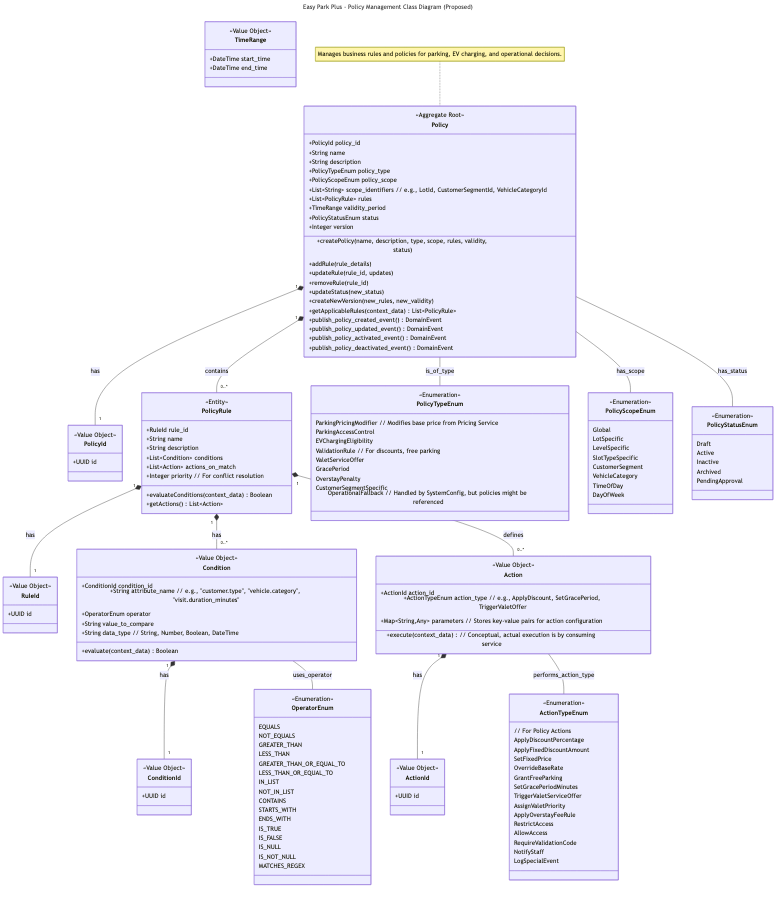 Easy Park Plus - Policy Management Class Diagram (Proposed)
«Value Object»
TimeRange
+DateTime start_time
+DateTime end_time
Manages business rules and policies for parking, EV charging, and operational decisions.
«Aggregate Root»
Policy
+PolicyId policy_id
+String name
+String description
+PolicyTypeEnum policy_type
+PolicyScopeEnum policy_scope
+List<String> scope_identifiers // e.g., LotId, CustomerSegmentId, VehicleCategoryId
+List<PolicyRule> rules
+TimeRange validity_period
+PolicyStatusEnum status
+Integer version
+createPolicy(name, description, type, scope, rules, validity,
status)
+addRule(rule_details)
+updateRule(rule_id, updates)
+removeRule(rule_id)
+updateStatus(new_status)
+createNewVersion(new_rules, new_validity)
+getApplicableRules(context_data) : List<PolicyRule>
+publish_policy_created_event() : DomainEvent
+publish_policy_updated_event() : DomainEvent
+publish_policy_activated_event() : DomainEvent
+publish_policy_deactivated_event() : DomainEvent
1
1
has
contains
is_of_type
has_scope
has_status
1
0..*
«Value Object»
PolicyId
+UUID id
«Entity»
PolicyRule
+RuleId rule_id
+String name
+String description
+List<Condition> conditions
+List<Action> actions_on_match
+Integer priority // For conflict resolution
+evaluateConditions(context_data) : Boolean
+getActions() : List<Action>
«Enumeration»
PolicyTypeEnum
ParkingPricingModifier // Modifies base price from Pricing Service
ParkingAccessControl
EVChargingEligibility
ValidationRule // For discounts, free parking
ValetServiceOffer
GracePeriod
OverstayPenalty
CustomerSegmentSpecific
OperationalFallback // Handled by SystemConfig, but policies might be
referenced
«Enumeration»
PolicyScopeEnum
Global
LotSpecific
LevelSpecific
SlotTypeSpecific
CustomerSegment
VehicleCategory
TimeOfDay
DayOfWeek
«Enumeration»
PolicyStatusEnum
Draft
Active
Inactive
Archived
PendingApproval
1
1
1
has
has
defines
1
0..*
0..*
«Value Object»
RuleId
+UUID id
«Value Object»
Condition
+ConditionId condition_id
+String attribute_name // e.g., "customer.type", "vehicle.category",
"visit.duration_minutes"
+OperatorEnum operator
+String value_to_compare
+String data_type // String, Number, Boolean, DateTime
+evaluate(context_data) : Boolean
«Value Object»
Action
+ActionId action_id
+ActionTypeEnum action_type // e.g., ApplyDiscount, SetGracePeriod,
TriggerValetOffer
+Map<String,Any> parameters // Stores key-value pairs for action configuration
+execute(context_data) : // Conceptual, actual execution is by consuming
service
1
1
has
uses_operator
has
performs_action_type
1
1
«Value Object»
ConditionId
+UUID id
«Enumeration»
OperatorEnum
EQUALS
NOT_EQUALS
GREATER_THAN
LESS_THAN
GREATER_THAN_OR_EQUAL_TO
LESS_THAN_OR_EQUAL_TO
IN_LIST
NOT_IN_LIST
CONTAINS
STARTS_WITH
ENDS_WITH
IS_TRUE
IS_FALSE
IS_NULL
IS_NOT_NULL
MATCHES_REGEX
«Value Object»
ActionId
+UUID id
«Enumeration»
ActionTypeEnum
// For Policy Actions
ApplyDiscountPercentage
ApplyFixedDiscountAmount
SetFixedPrice
OverrideBaseRate
GrantFreeParking
SetGracePeriodMinutes
TriggerValetServiceOffer
AssignValetPriority
ApplyOverstayFeeRule
RestrictAccess
AllowAccess
RequireValidationCode
NotifyStaff
LogSpecialEvent